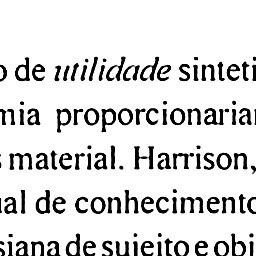 o de utilidade sinteti
mia proporcionarian
material. Harrison,
al de conhecimento
siana de sujeito e obj